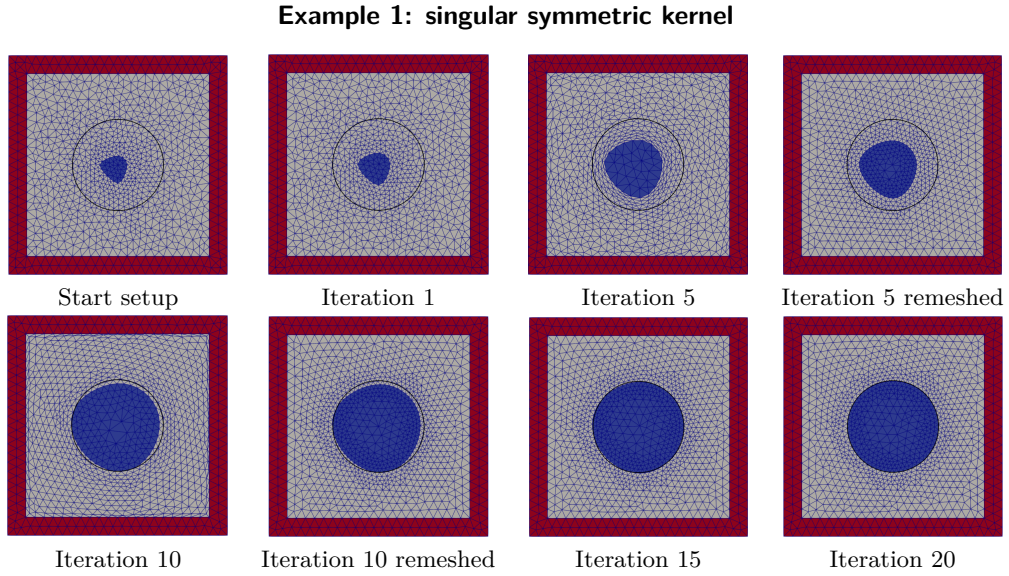 Example 1: singular symmetric kernel
Start setup
Iteration 1
Iteration 5
Iteration 5 remeshed
Iteration 10
Iteration 10 remeshed
Iteration 15
Iteration 20